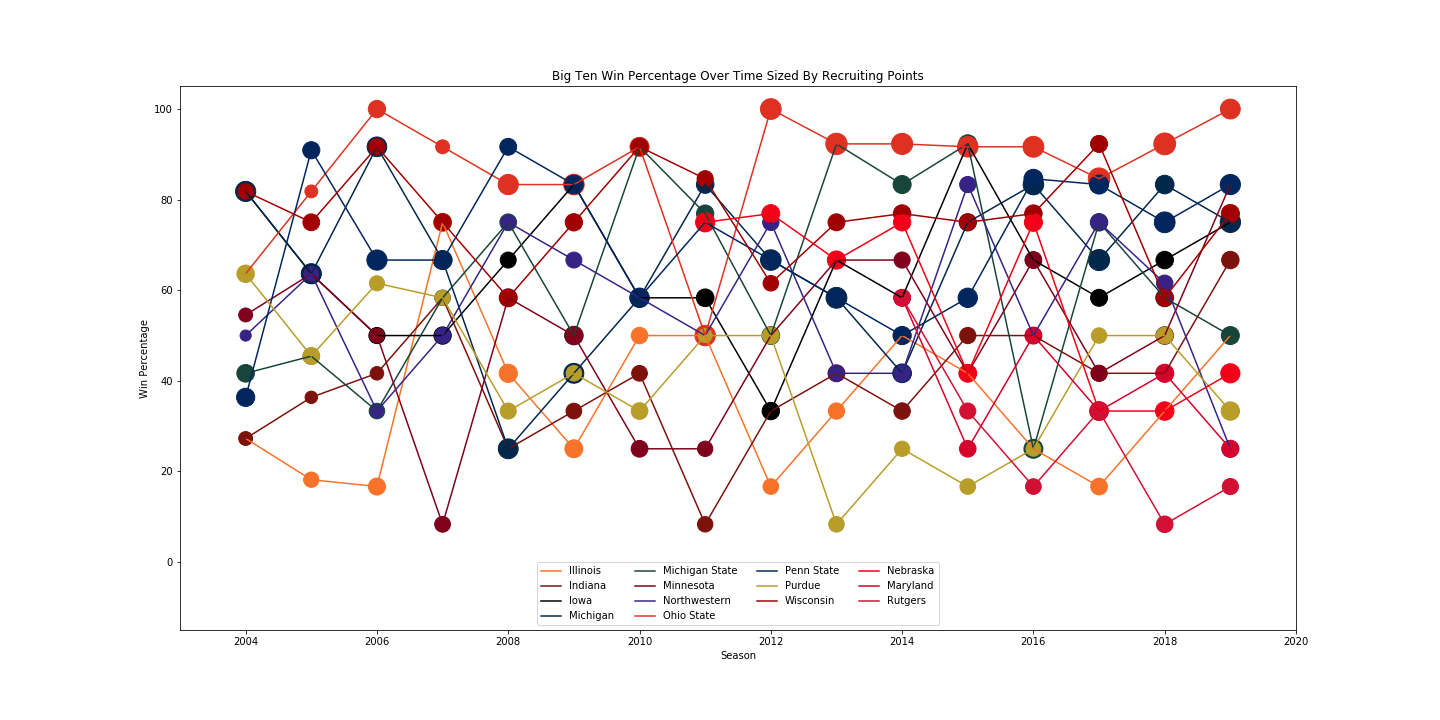 Big Ten Win Percentage Over Time Sized By Recruiting Points
Win Percentage
100
80
60
40
20
0
Illinois
Indiana
Iowa
Michigan
Michigan State
Minnesota
Northwestern
Ohio State
Penn State
Purdue
Wisconsin
Nebraska
Maryland
Rutgers
2004 2006 2008 2010 2012 2014 2016 2018 2020
Season